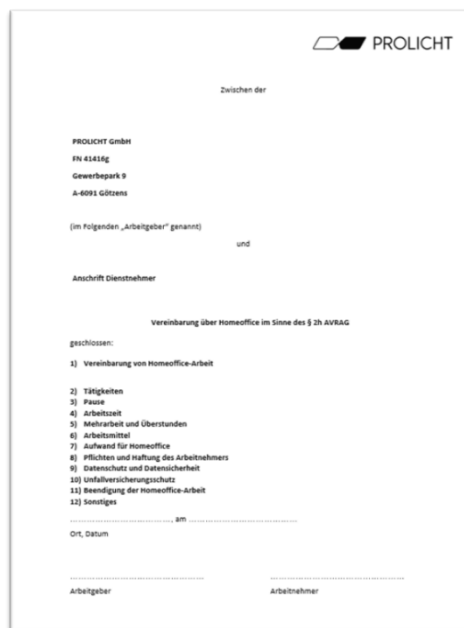 PROLICHT
Zwischen der
PROLICHT GmbH
FN 41416g
Gewerbepark 9
A-6091 Götzens
(im Folgenden „Arbeitgeber" genannt)
und
Anschrift Dienstnehmer
Vereinbarung über Homeoffice im Sinne des § 2h AVRAG
geschlossen:
1) Vereinbarung von Homeoffice-Arbeit
2) Tätigkeiten
3) Pause
4) Arbeitszeit
5) Mehrarbeit und Überstunden
6) Arbeitsmittel
7) Aufwand für Homeoffice
8) Pflichten und Haftung des Arbeitnehmers
9) Datenschutz und Datensicherheit
10) Unfallversicherungsschutz
11) Beendigung der Homeoffice-Arbeit
12) Sonstiges
................................, am ................................
Ort, Datum
Arbeitgeber Arbeitnehmer